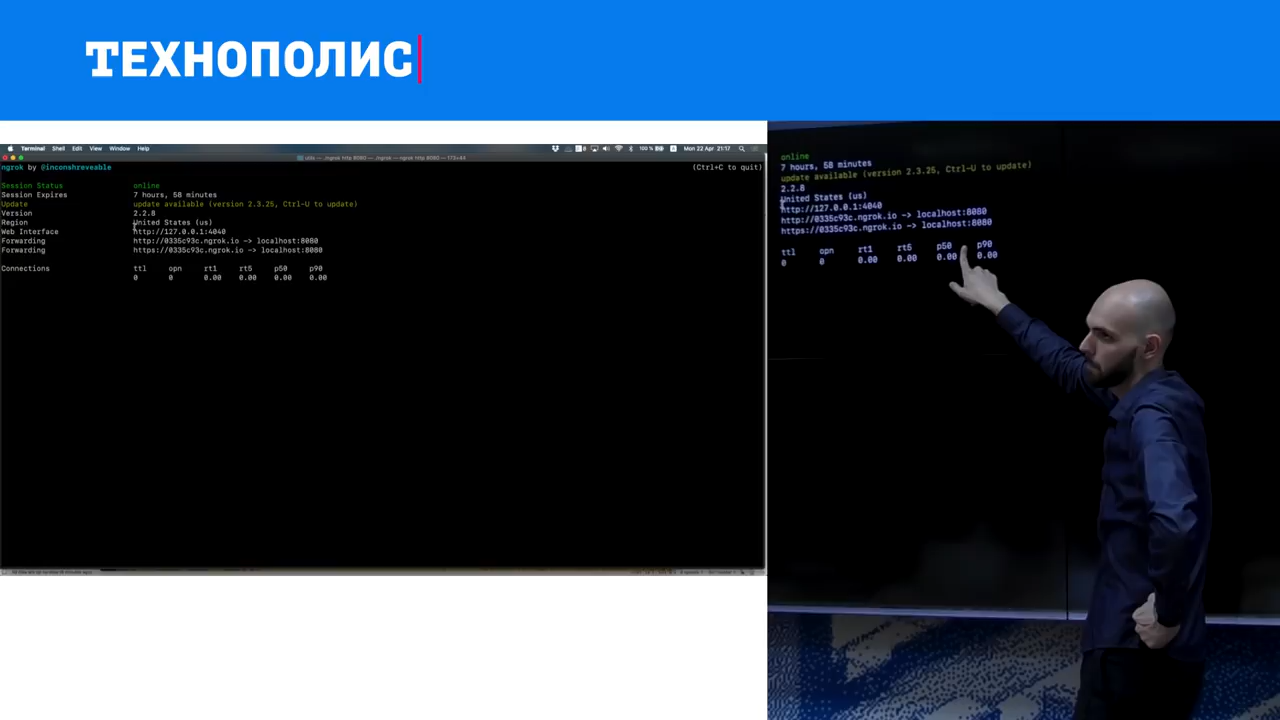 ТЕХНОПОЛИС
Terminal Shell Edit View Window Help
100 % Mon 22 Apr 21:17
ngrok by @inconshreveable (Ctrl+C to quit)
Session Status online
Session Expires 7 hours, 58 minutes
Update update available (version 2.3.25, Ctrl-U to update)
Version 2.2.8
Region United States (us)
Web Interface http://127.0.0.1:4040
Forwarding http://0335c93c.ngrok.io -> localhost:8080
Forwarding https://0335c93c.ngrok.io -> localhost:8080
Connections ttl opn rt1 rt5 p50 p90
0 0 0.00 0.00 0.00 0.00
online
7 hours, 58 minutes
update available (version 2.3.25, Ctrl-U to update)
2.2.8
United States (us)
http://127.0.0.1:4040
http://0335c93c.ngrok.io -> localhost:8080
https://0335c93c.ngrok.io -> localhost:8080
ttl opn rt1 rt5 p50 p90
0 0 0.00 0.00 0.00 0.00